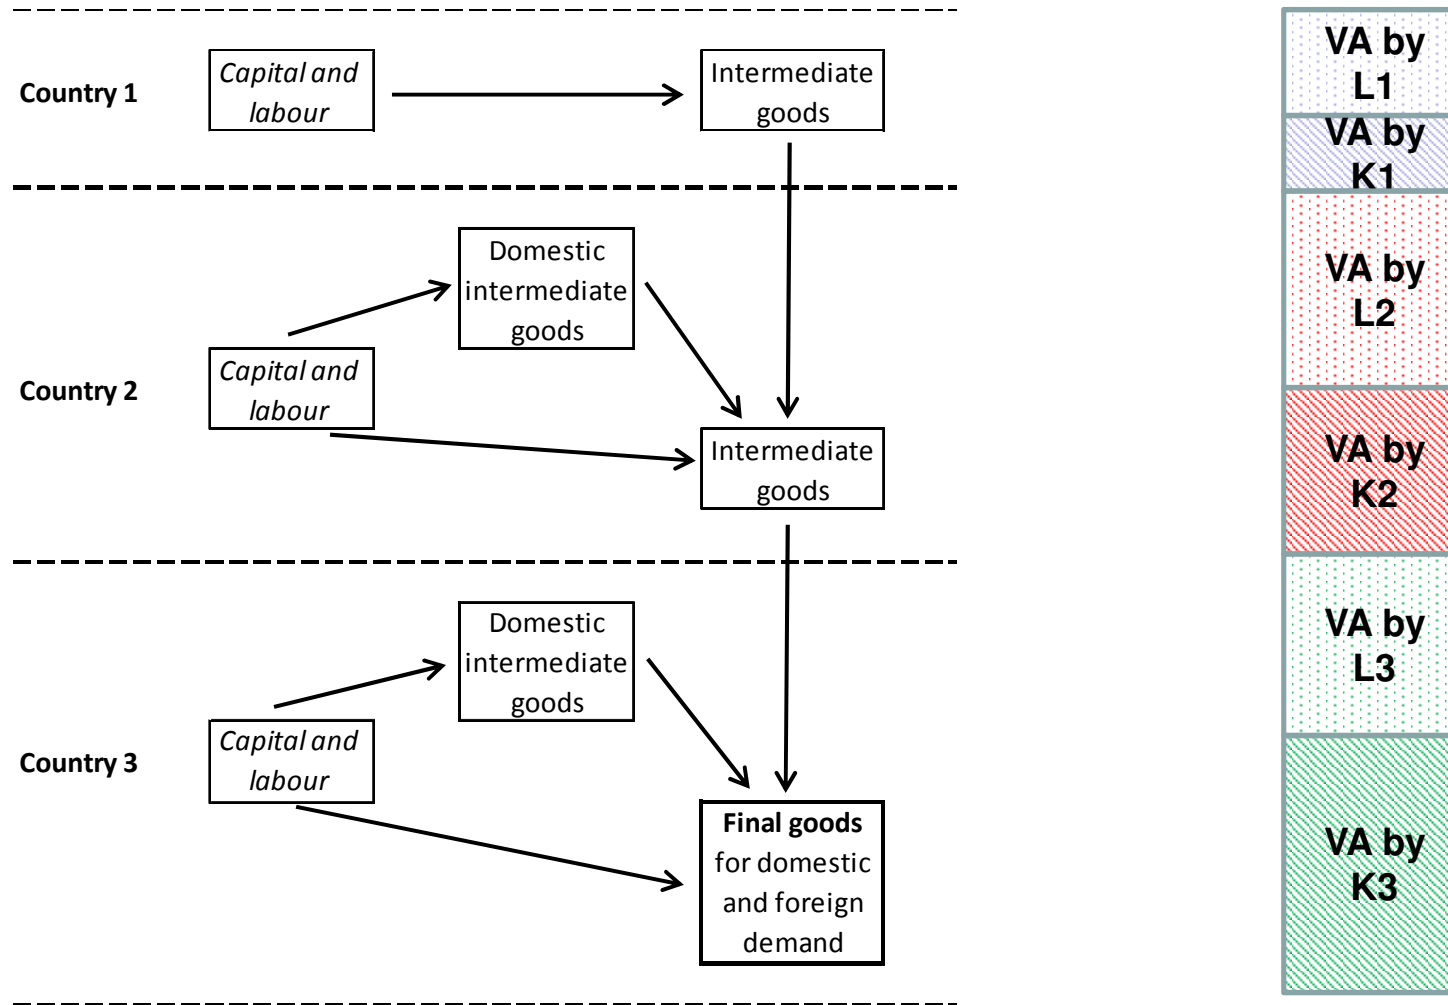 Country 1
Capital and
labour
Intermediate
goods
Country 2
Domestic
intermediate
goods
Capital and
labour
Intermediate
goods
Country 3
Domestic
intermediate
goods
Capital and
labour
Final goods
for domestic
and foreign
demand
VA by
L1
VA by
K1
VA by
L2
VA by
K2
VA by
L3
VA by
K3